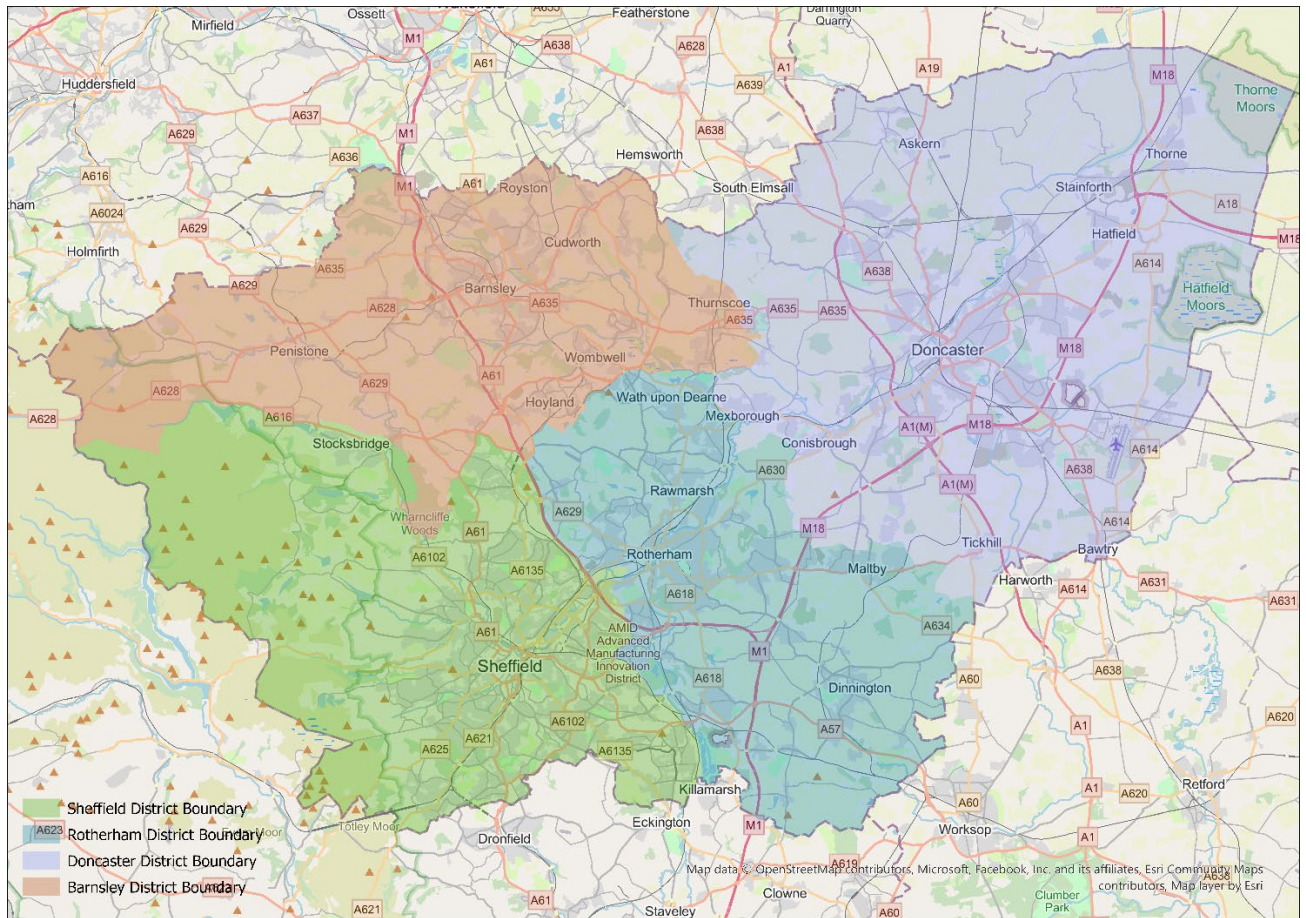 Mirfield
Ossett
Featherstone
Darrington
Quarry
M1
A638
A628
A61
A1
A19
M18
Huddersfield
A639
Thorne
Moors
A637
A629
M1
A638
Askern
A636
Hemsworth
Thorne
A616
M1
A61
Royston
South Elmsall
Stainforth
A6024
A18
A629
Holmfirth
Cudworth
Hatfield
M18
A635
A638
A614
A629
Barnsley
A635
Thurnscoe
Hatfield
Moors
A628
A635
A635
A635
Penistone
Wombwell
Doncaster
M18
A628
A629
A61
Hoyland
Wath upon Dearne
A628
A616
Mexborough
A1(M)
M18
Stocksbridge
Conisbrough
A614
A630
A638
Rawmarsh
A1(M)
Wharncliffe
Woods
A629
A61
M18
A614
A6102
Rotherham
Tickhill
Bawtry
A6135
Maltby
Harworth
A614
A631
A631
A618
A61
AMID
Advanced
Manufacturing
Innovation
District
A634
Sheffield
M1
A618
A60
A638
Dinnington
A6102
A620
A625
A621
A6135
A57
A1
Killamarsh
A1
A620
Retford
Sheffield District Boundary
A60
A623
Rotherham District Boundary
Totley Moor
Eckington
M1
Worksop
Dronfield
A1
Doncaster District Boundary
A619
Map data © OpenStreetMap contributors, Microsoft, Facebook, Inc. and its affiliates, Esri Community Maps
contributors, Map layer by Esri
Barnsley District Boundary
Clowne
A638
A61
Clumber
Park
A621
Staveley
A60